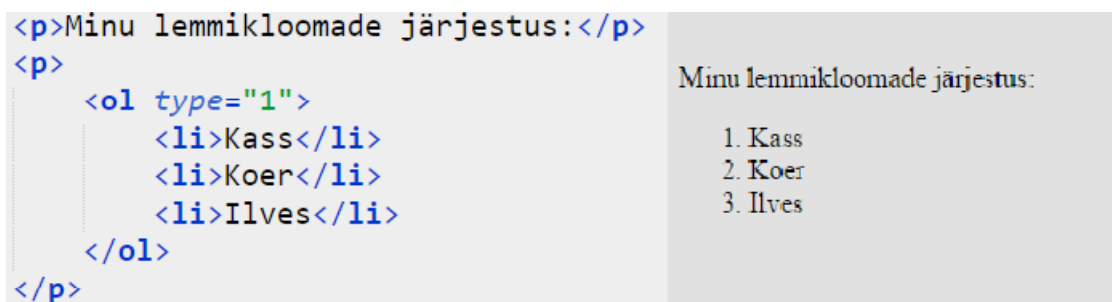 <p>Minu lemmikloomade järjestus:</p>
<p>
<ol type="1">
<li>Kass</li>
<li>Koer</li>
<li>Ilves</li>
</ol>
</p>
Minu lemmikloomade järjestus:
1. Kass
2. Koer
3. Ilves